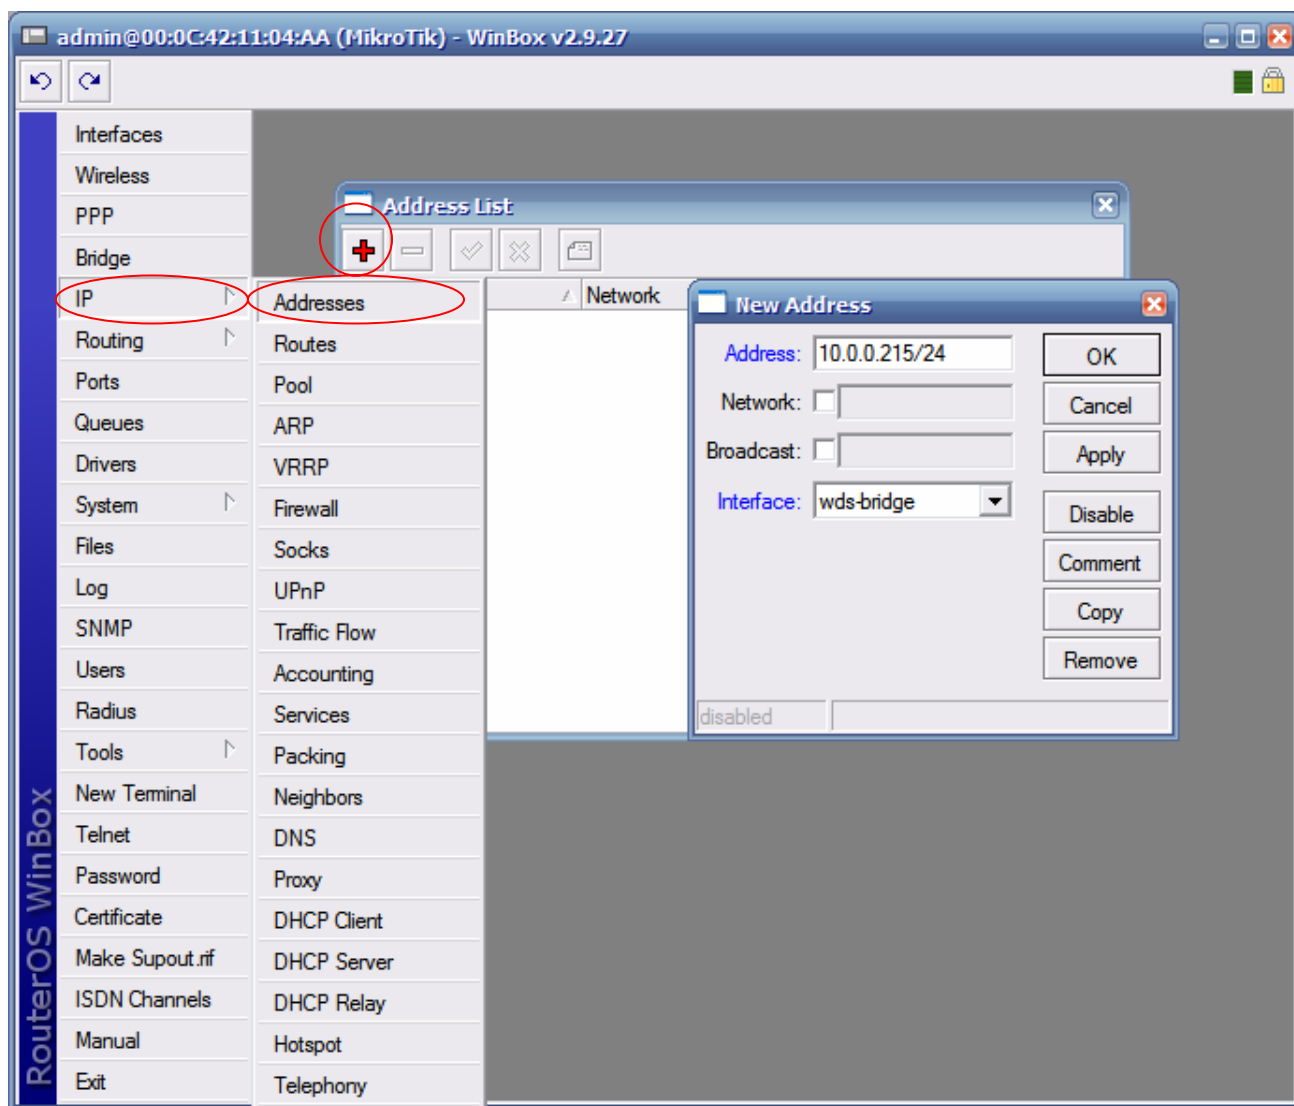 admin@00:0C:42:11:04:AA (MikroTik) - WinBox v2.9.27
RouterOS WinBox
Interfaces
Wireless
PPP
Bridge
IP
Routing
Ports
Queues
Drivers
System
Files
Log
SNMP
Users
Radius
Tools
New Terminal
Telnet
Password
Certificate
Make Supout.rif
ISDN Channels
Manual
Exit
Addresses
Routes
Pool
ARP
VRRP
Firewall
Socks
UPnP
Traffic Flow
Accounting
Services
Packing
Neighbors
DNS
Proxy
DHCP Client
DHCP Server
DHCP Relay
Hotspot
Telephony
Address List
Network
New Address
Address: 10.0.0.215/24
Network:
Broadcast:
Interface: wds-bridge
OK
Cancel
Apply
Disable
Comment
Copy
Remove
disabled